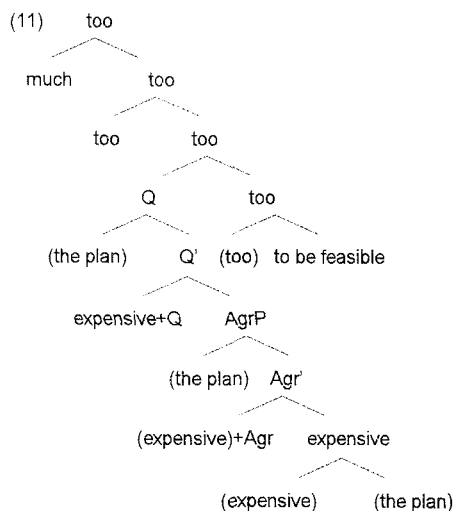 (11) too
much too
too too
Q too
(the plan) Q' (too) to be feasible
expensive+Q AgrP
(the plan) Agr'
(expensive)+Agr expensive
(expensive) (the plan)